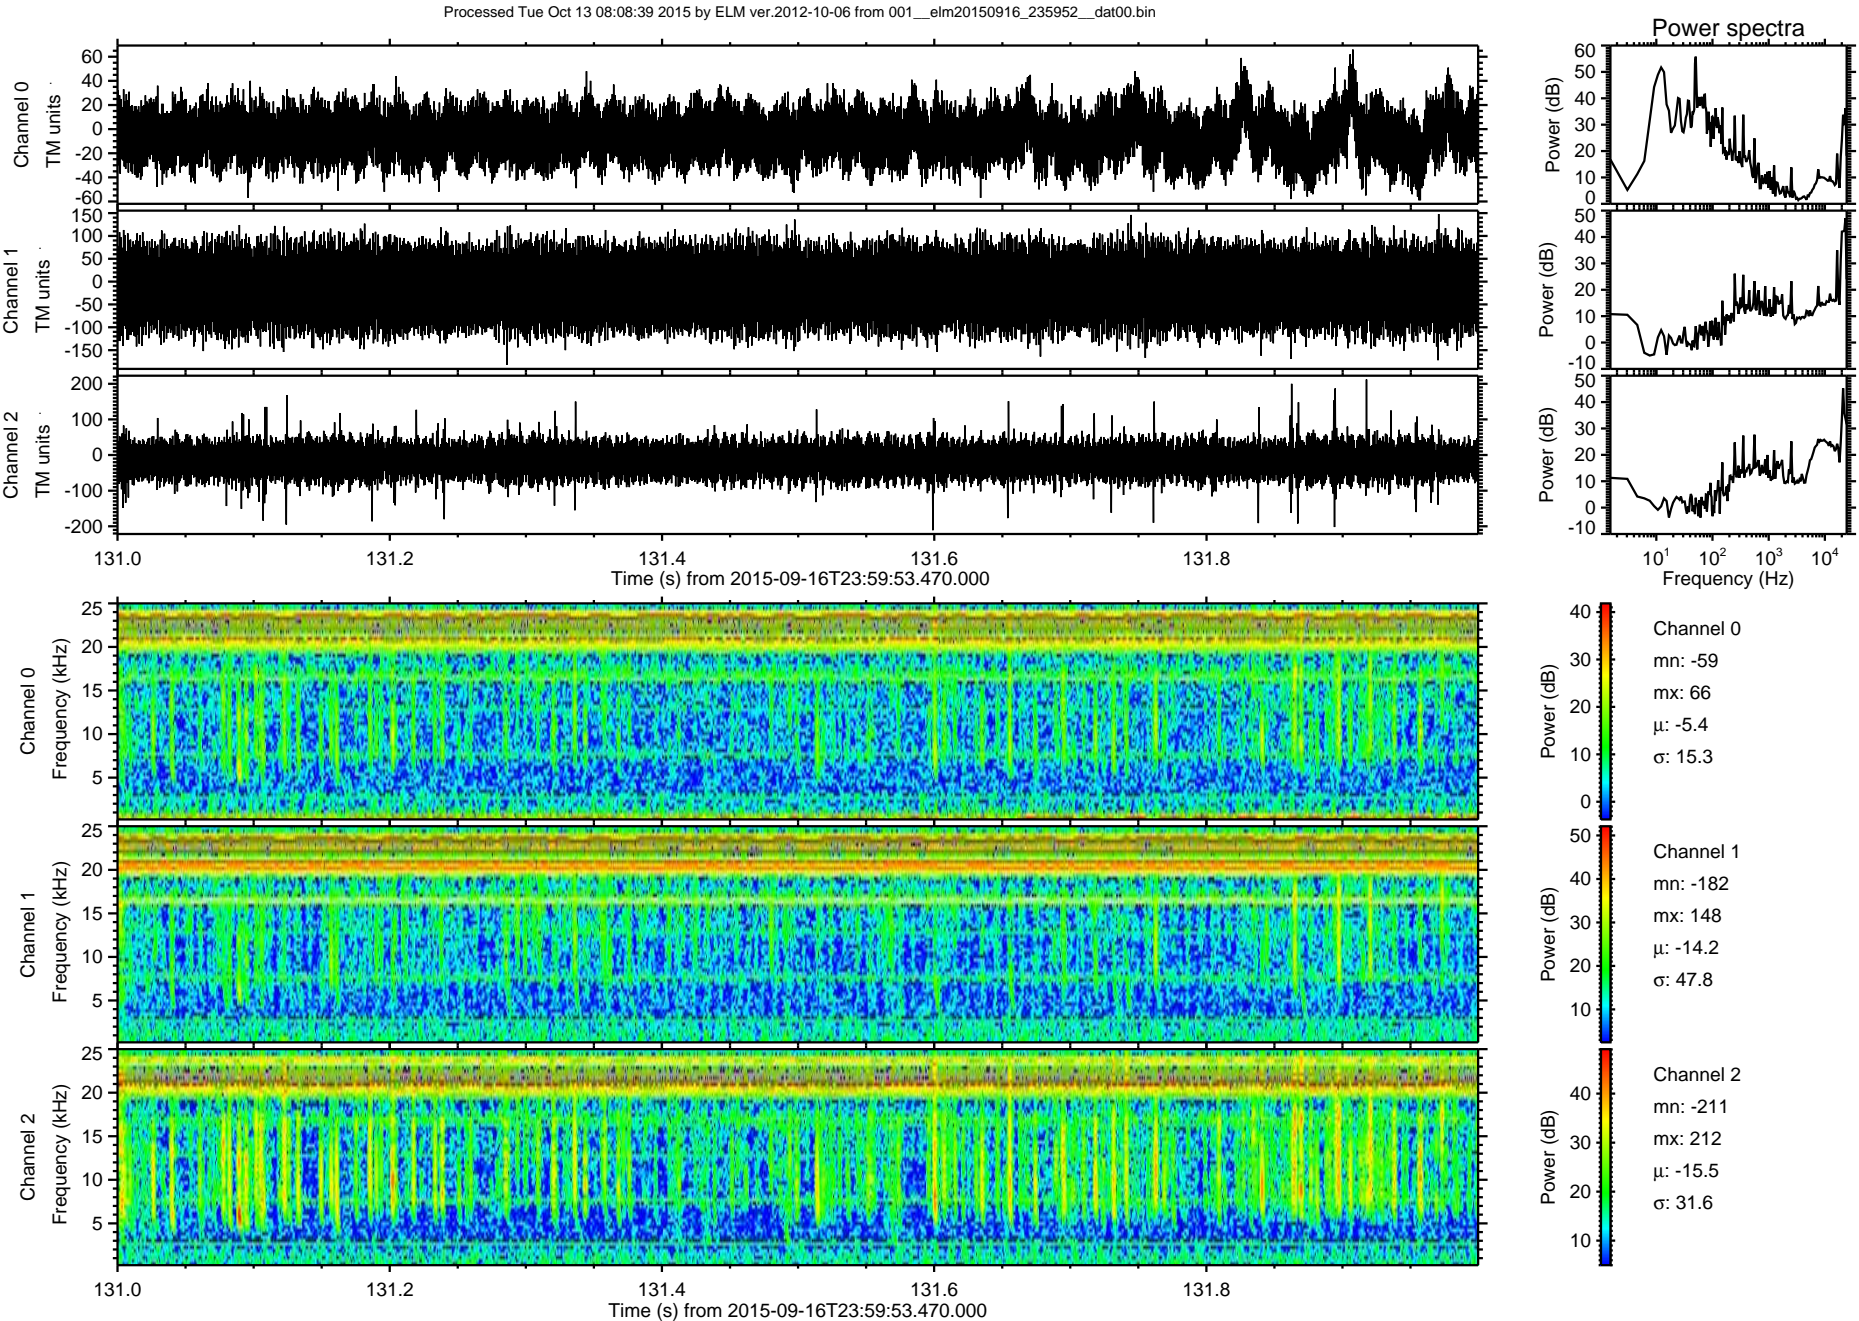 Processed Tue Oct 13 08:08:39 2015 by ELM ver.2012-10-06 from 001__elm20150916_235952__dat00.bin
Power spectra
Channel 0
TM units
60
40
20
0
-20
-40
-60
Power (dB)
60
50
40
30
20
10
0
Channel 1
TM units
150
100
50
0
-50
-100
-150
Power (dB)
50
40
30
20
10
0
-10
Channel 2
TM units
200
100
0
-100
-200
Power (dB)
50
40
30
20
10
0
-10
131.0 131.2 131.4 131.6 131.8
Time (s) from 2015-09-16T23:59:53.470.000
10¹ 10² 10³ 10⁴
Frequency (Hz)
Channel 0
Frequency (kHz)
25
20
15
10
5
Power (dB)
40
30
20
10
0
Channel 0
mn: -59
mx: 66
μ: -5.4
σ: 15.3
Channel 1
Frequency (kHz)
25
20
15
10
5
Power (dB)
50
40
30
20
10
Channel 1
mn: -182
mx: 148
μ: -14.2
σ: 47.8
Channel 2
Frequency (kHz)
25
20
15
10
5
Power (dB)
40
30
20
10
Channel 2
mn: -211
mx: 212
μ: -15.5
σ: 31.6
131.0 131.2 131.4 131.6 131.8
Time (s) from 2015-09-16T23:59:53.470.000